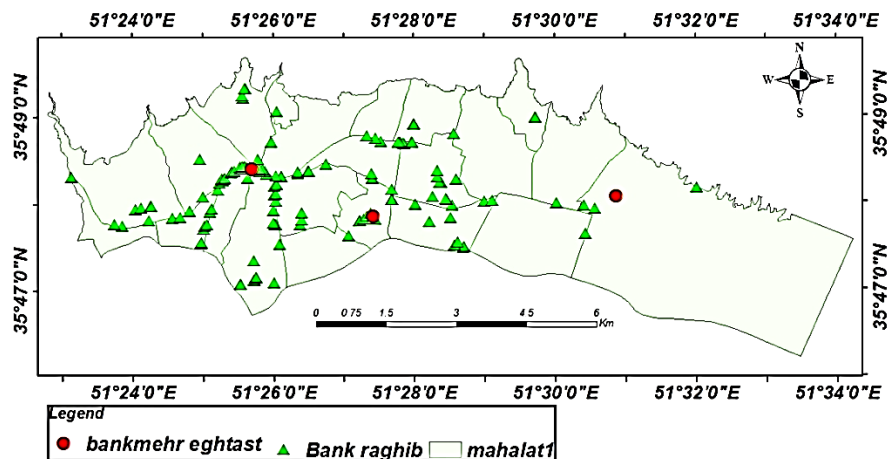 51°24'0"E 51°26'0"E 51°28'0"E 51°30'0"E 51°32'0"E 51°34'0"E
N
W E
S
35°49'0"N 35°49'0"N
35°47'0"N 35°47'0"N
0 0.75 1.5 3 4.5 6
Km
51°24'0"E 51°26'0"E 51°28'0"E 51°30'0"E 51°32'0"E 51°34'0"E
Legend
bankmehr eghtast Bank raghib mahalat1